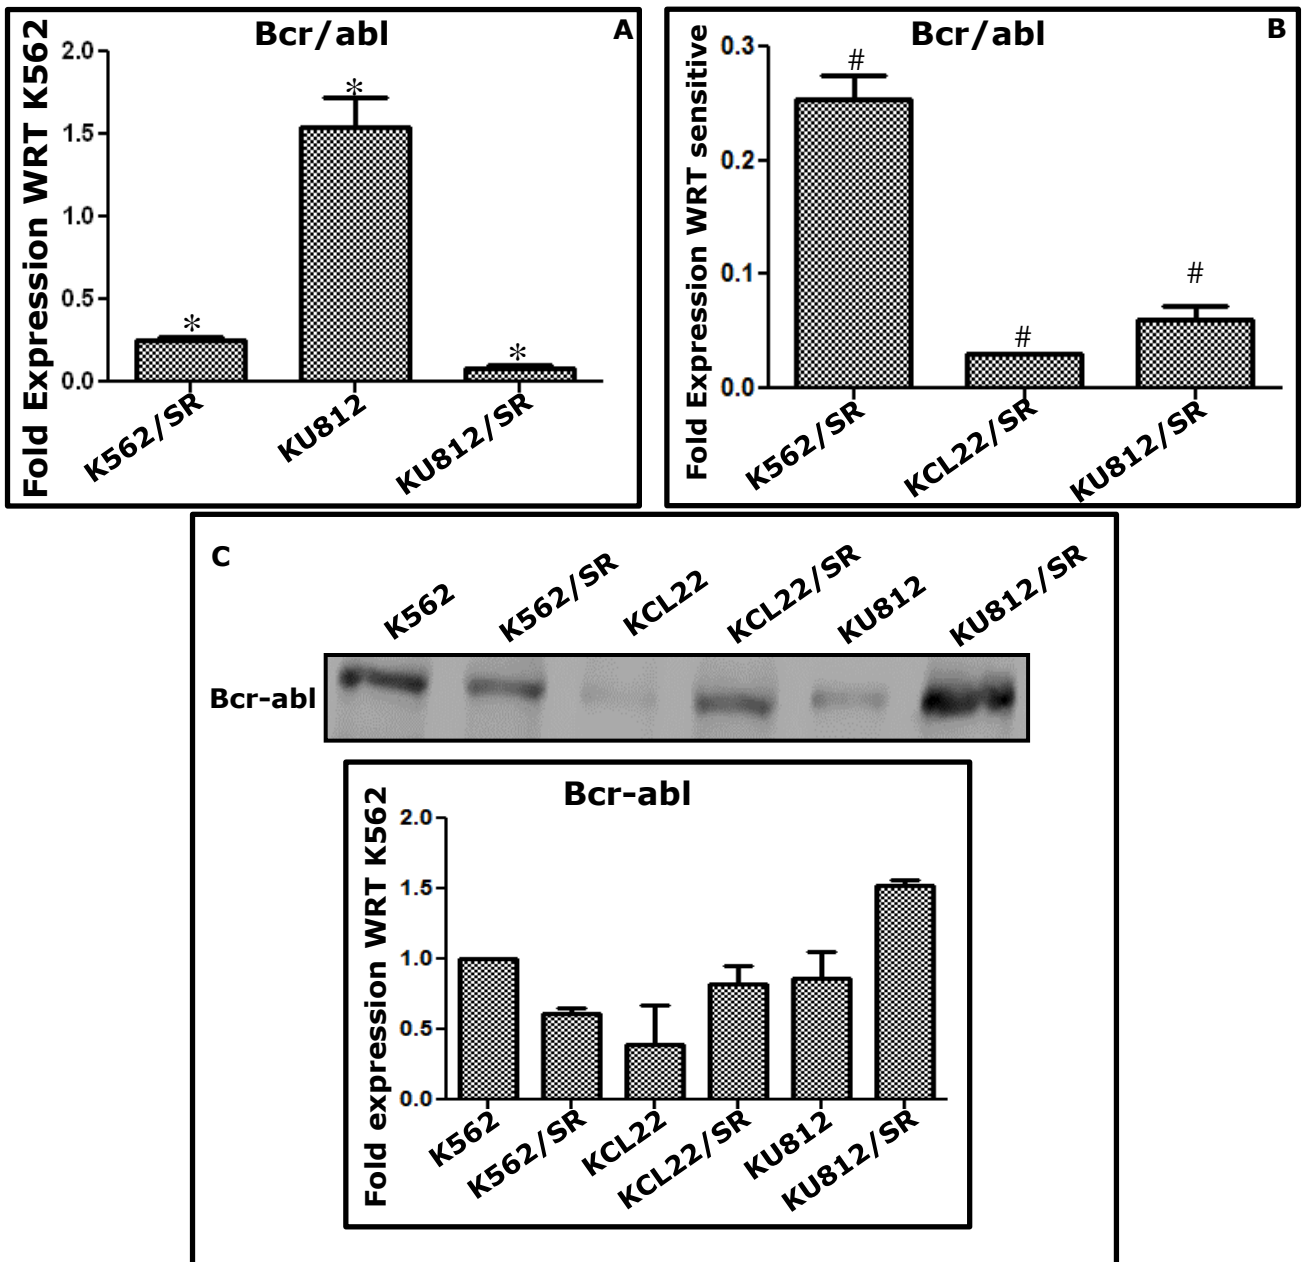 Bcr/abl
A
Fold Expression WRT K562
2.0
1.5
1.0
0.5
0.0
*
*
*
K562/SR
KU812
KU812/SR
Bcr/abl
B
Fold Expression WRT sensitive
0.3
0.2
0.1
0.0
#
#
#
K562/SR
KCL22/SR
KU812/SR
C
K562
K562/SR
KCL22
KCL22/SR
KU812
KU812/SR
Bcr-abl
Bcr-abl
Fold expression WRT K562
2.0
1.5
1.0
0.5
0.0
K562
K562/SR
KCL22
KCL22/SR
KU812
KU812/SR